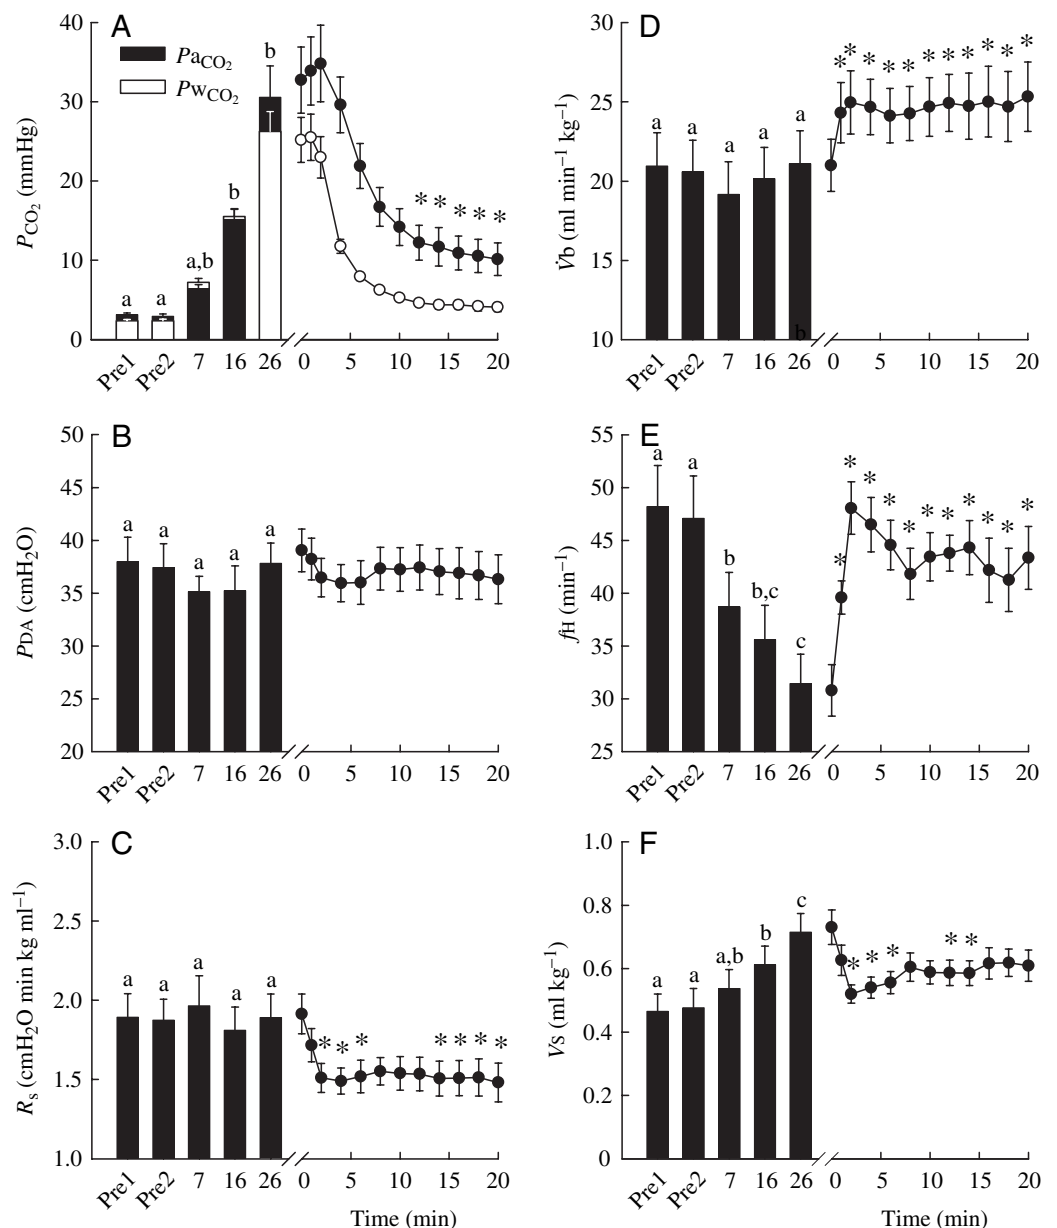 A
40
30
20
10
0
PCO2 (mmHg)
PaCO2
PwCO2
a
a
a,b
b
b
* * * * *
Pre1 Pre2 7 16 26 0 5 10 15 20
D
30
25
20
15
10
V̇b (ml min−1 kg−1)
a a a a a
b
* * * * * * * * * * *
Pre1 Pre2 7 16 26 0 5 10 15 20
B
50
45
40
35
30
25
20
PDA (cmH2O)
a a a a a
Pre1 Pre2 7 16 26 0 5 10 15 20
E
55
50
45
40
35
30
25
fH (min−1)
a a b b,c c
* * * * * * * * * * *
Pre1 Pre2 7 16 26 0 5 10 15 20
C
3.0
2.5
2.0
1.5
1.0
Rs (cmH2O min kg ml−1)
a a a a a
* * * * * * *
Pre1 Pre2 7 16 26 0 5 10 15 20
Time (min)
F
1.0
0.8
0.6
0.4
0.2
0
VS (ml kg−1)
a a a,b b c
* * * * *
Pre1 Pre2 7 16 26 0 5 10 15 20
Time (min)